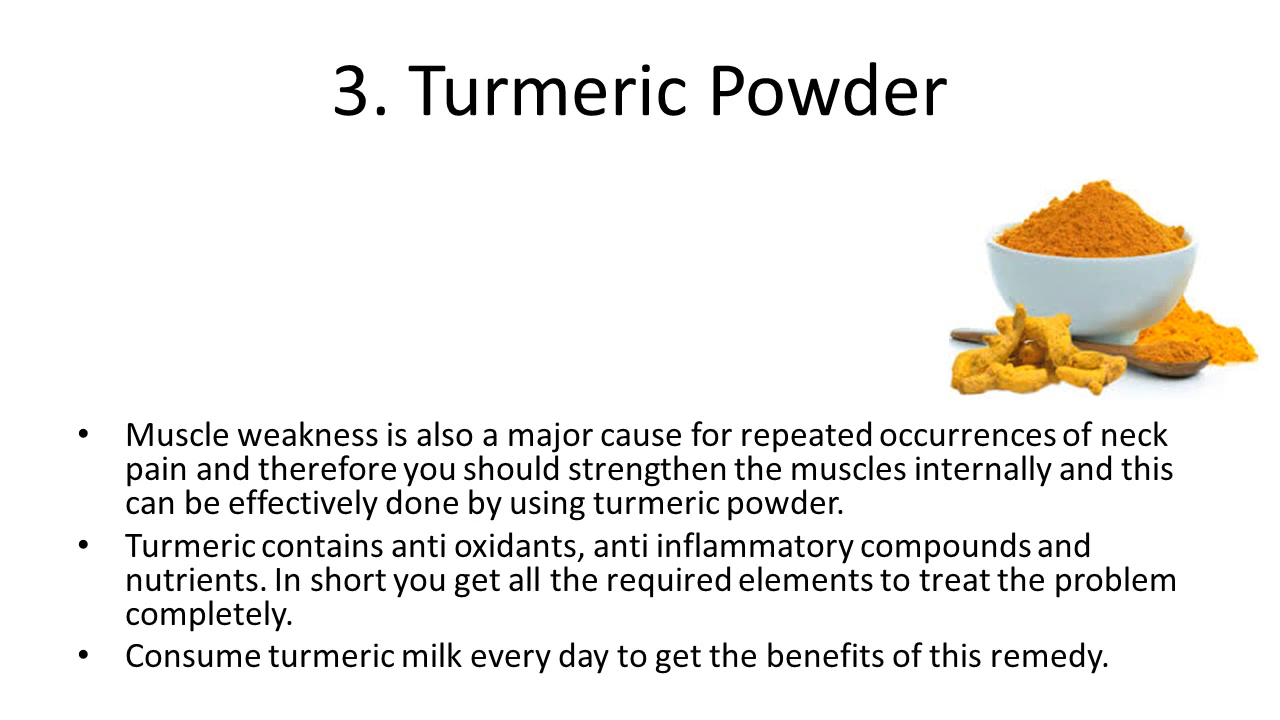 3. Turmeric Powder
• Muscle weakness is also a major cause for repeated occurrences of neck
pain and therefore you should strengthen the muscles internally and this
can be effectively done by using turmeric powder.
• Turmeric contains anti oxidants, anti inflammatory compounds and
nutrients. In short you get all the required elements to treat the problem
completely.
• Consume turmeric milk every day to get the benefits of this remedy.